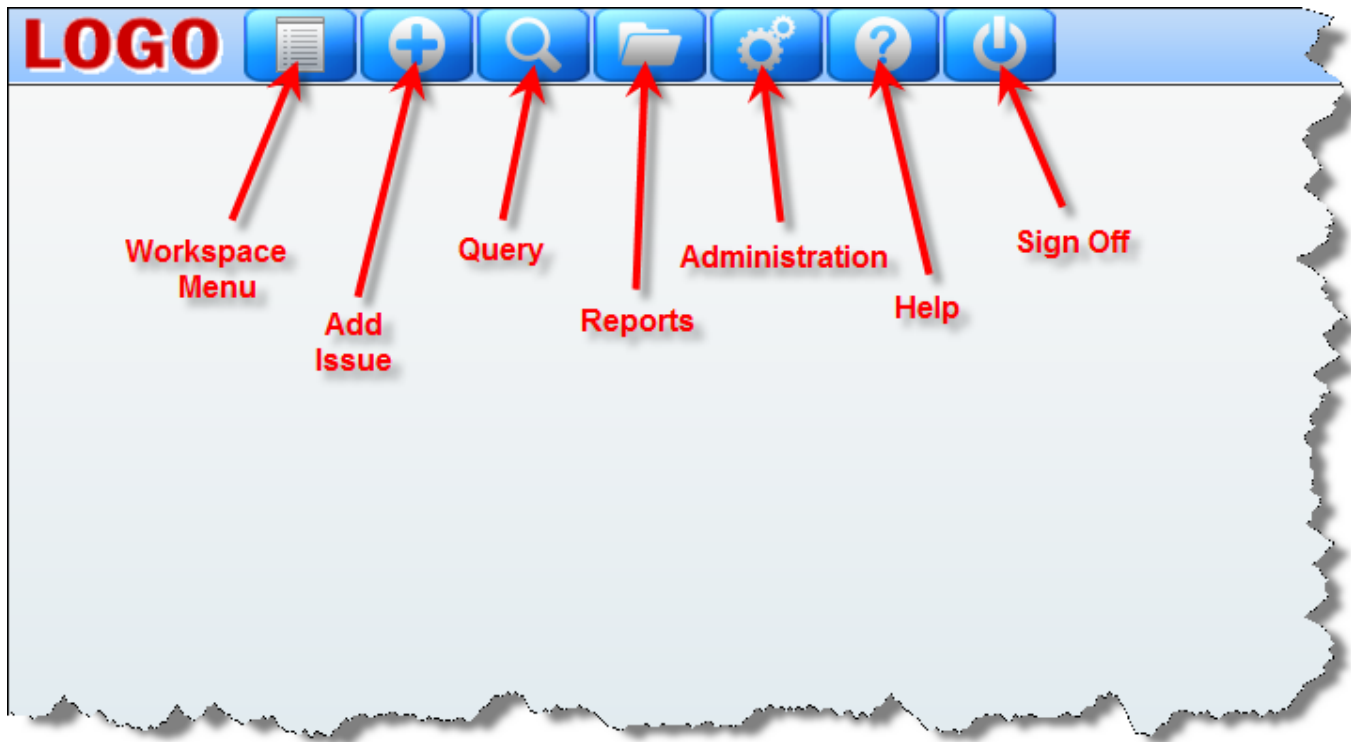 LOGO
Workspace
Menu
Add
Issue
Query
Reports
Administration
Help
Sign Off